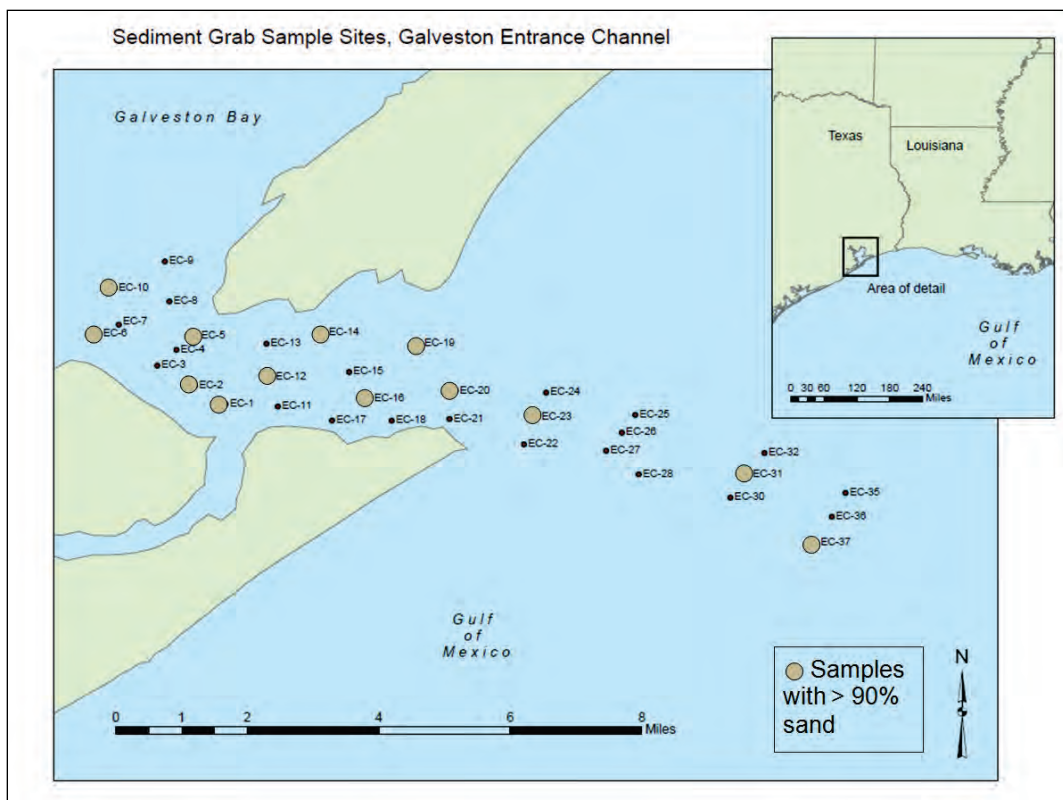 Sediment Grab Sample Sites, Galveston Entrance Channel
Galveston Bay
Texas
Louisiana
Area of detail
Gulf
of
Mexico
0 30 60 120 180 240
Miles
EC-9
EC-10
EC-8
EC-7
EC-6
EC-5
EC-4
EC-3
EC-2
EC-1
EC-13
EC-14
EC-19
EC-12
EC-15
EC-16
EC-11
EC-17
EC-18
EC-20
EC-21
EC-24
EC-23
EC-22
EC-25
EC-26
EC-27
EC-28
EC-32
EC-31
EC-30
EC-35
EC-36
EC-37
Gulf
of
Mexico
0 1 2 4 6 8
Miles
Samples
with > 90%
sand
N